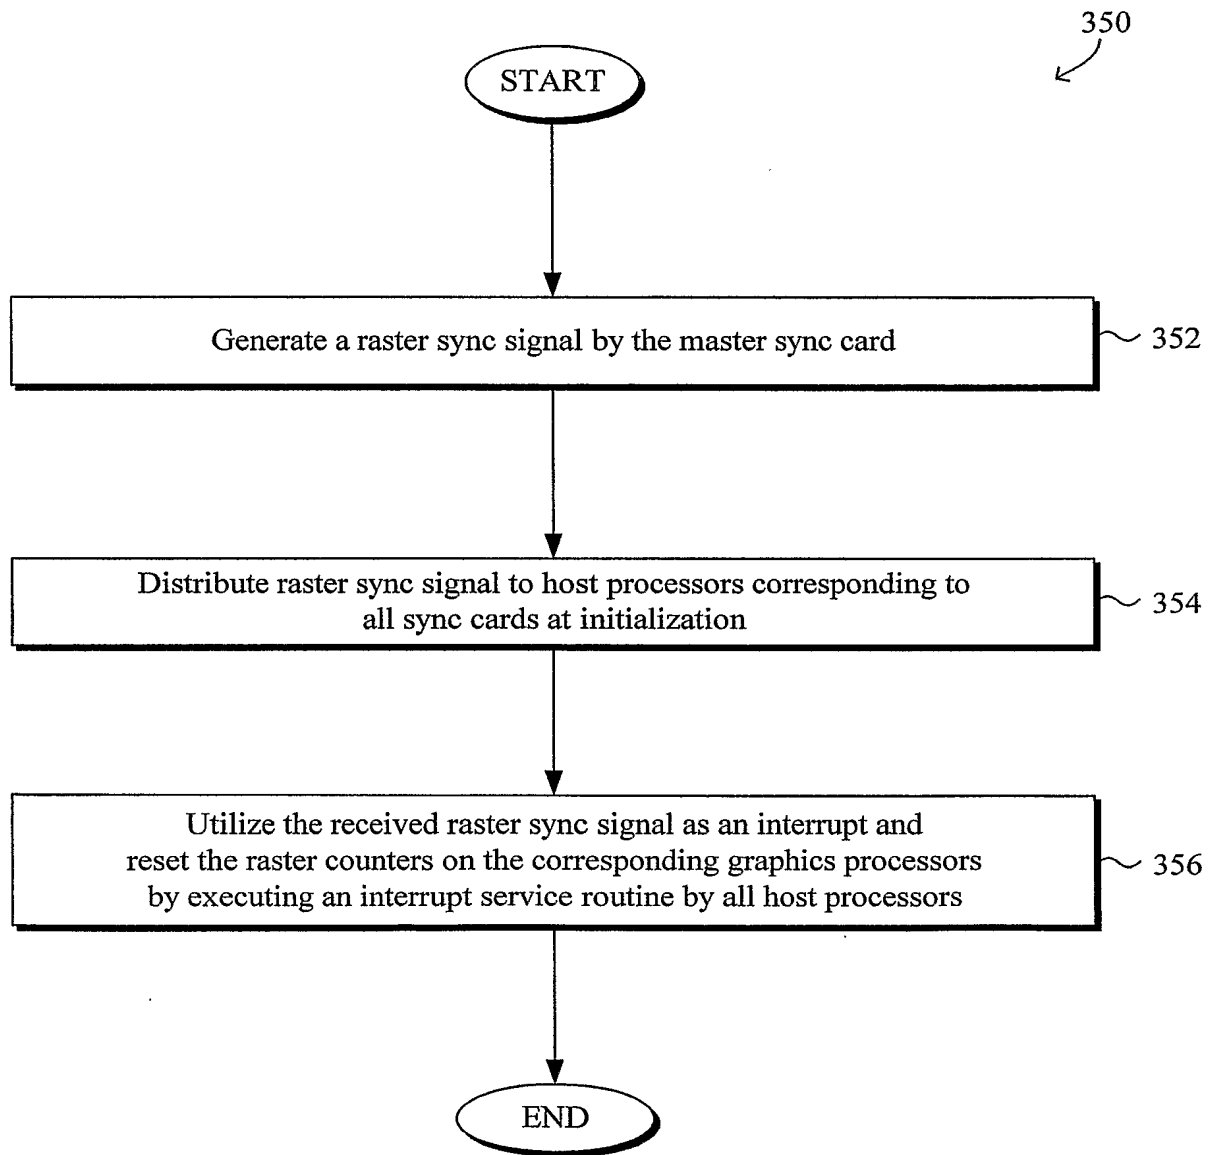 350
START
Generate a raster sync signal by the master sync card
352
Distribute raster sync signal to host processors corresponding to
all sync cards at initialization
354
Utilize the received raster sync signal as an interrupt and
reset the raster counters on the corresponding graphics processors
by executing an interrupt service routine by all host processors
356
END